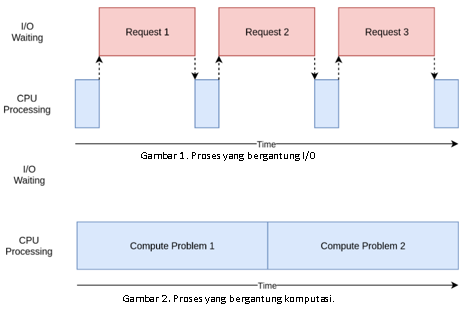 I/O
Waiting
Request 1
Request 2
Request 3
CPU
Processing
Time
Gambar 1. Proses yang bergantung I/O
I/O
Waiting
CPU
Processing
Compute Problem 1
Compute Problem 2
Time
Gambar 2. Proses yang bergantung komputasi.